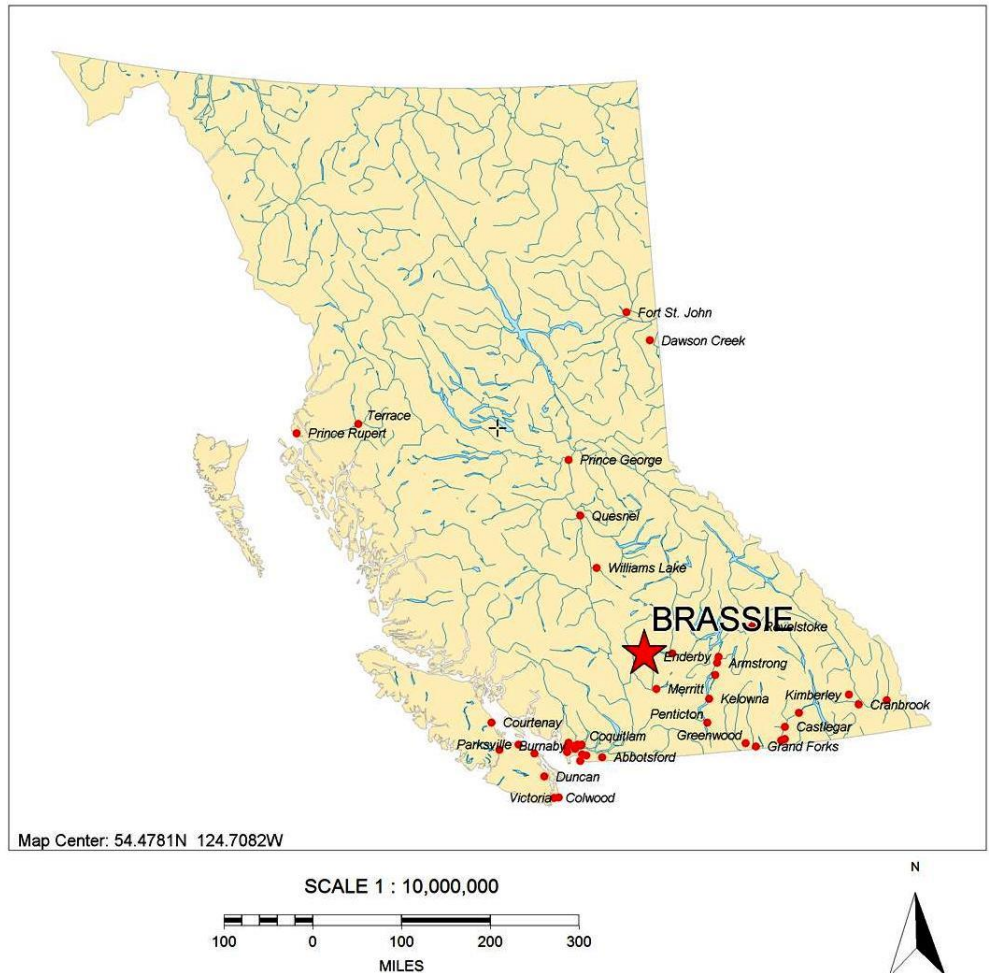 Fort St. John
Dawson Creek
Terrace
Prince Rupert
Prince George
Quesnel
Williams Lake
BRASSIE
Revelstoke
Enderby
Armstrong
Merritt
Kelowna
Kimberley
Cranbrook
Penticton
Castlegar
Courtenay
Greenwood
Coquitlam
Parksville
Burnaby
Grand Forks
Abbotsford
Duncan
Victoria
Colwood
Map Center: 54.4781N 124.7082W
SCALE 1 : 10,000,000
100 0 100 200 300
MILES
N